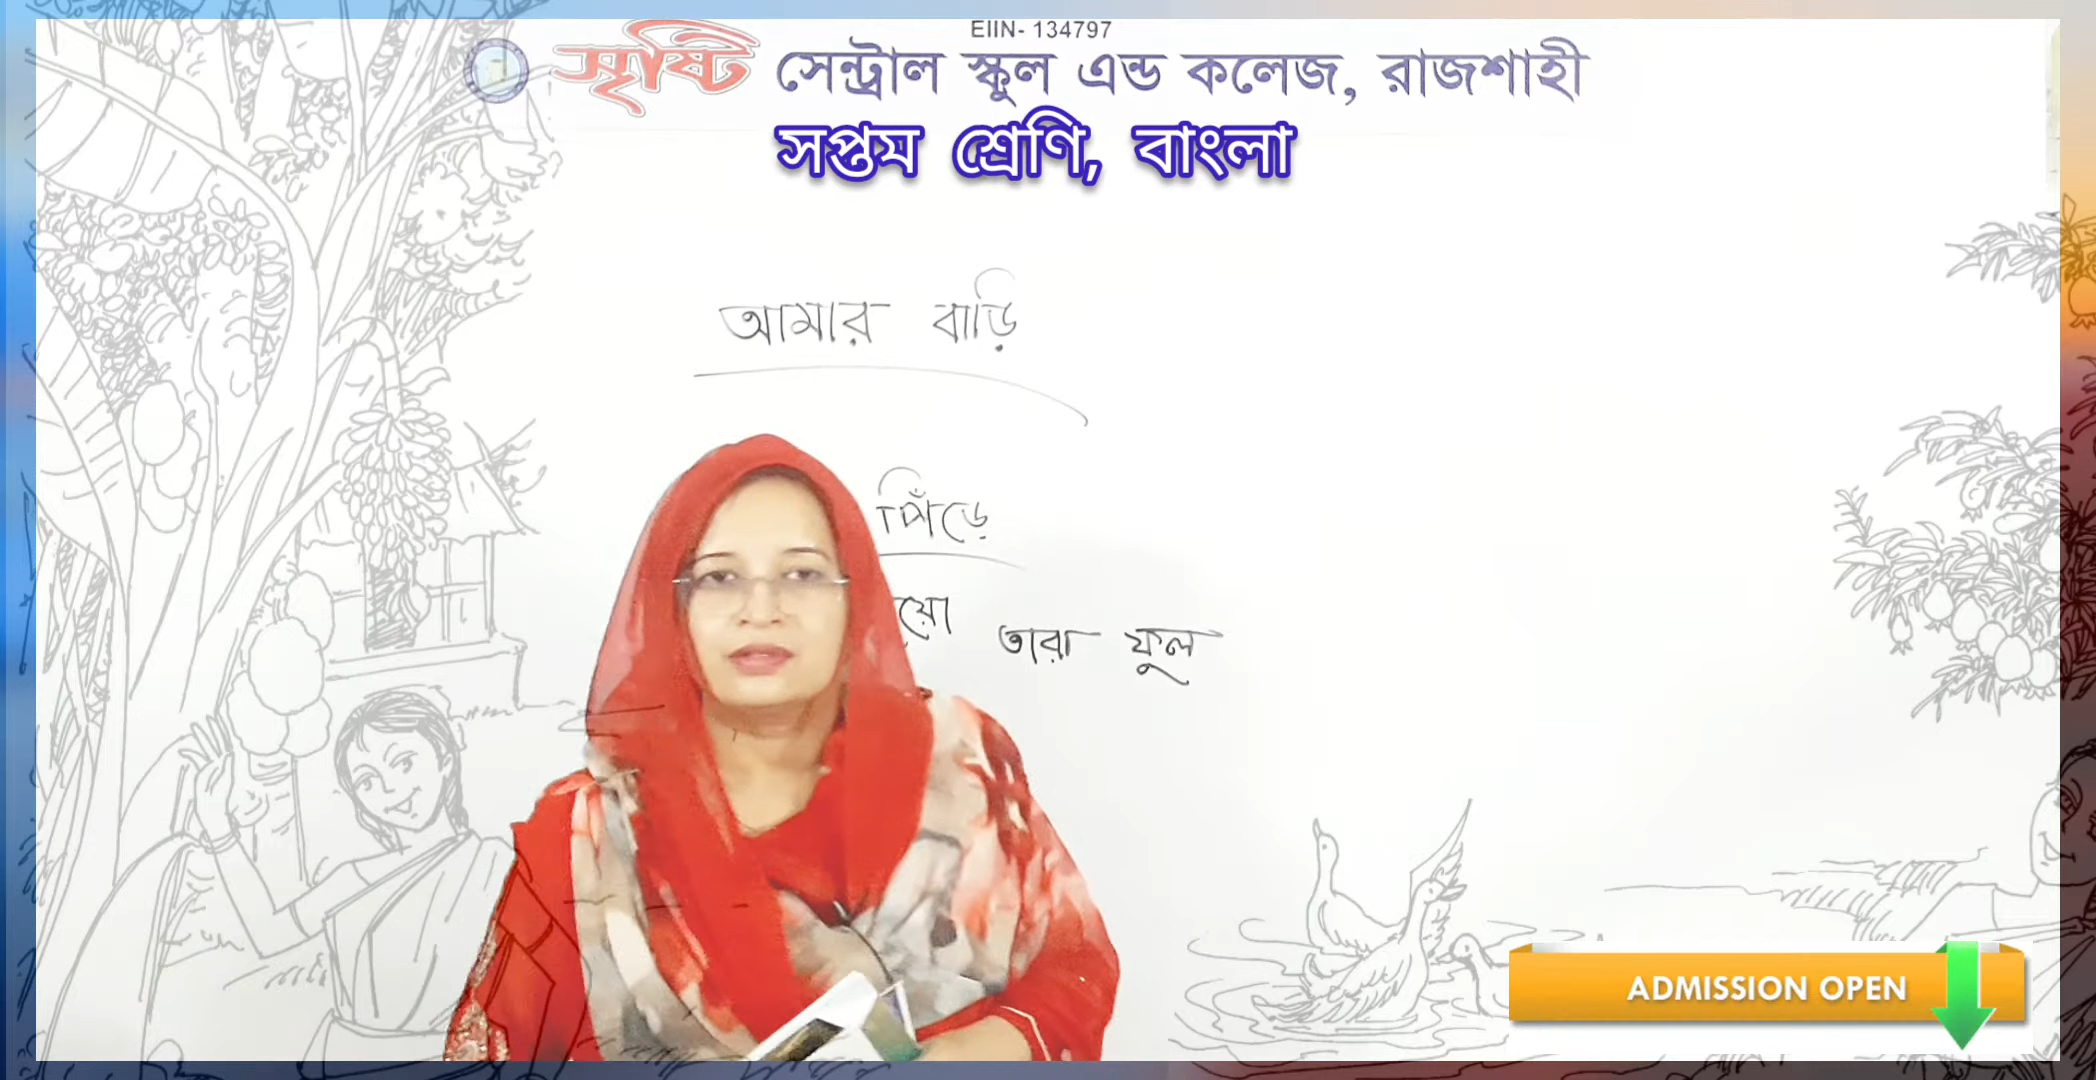 EIIN- 134797
সৃষ্টি সেন্ট্রাল স্কুল এন্ড কলেজ, রাজশাহী
সপ্তম শ্রেণি, বাংলা
আমার বাড়ি
পিঁড়ে
তারা ফুল
ADMISSION OPEN